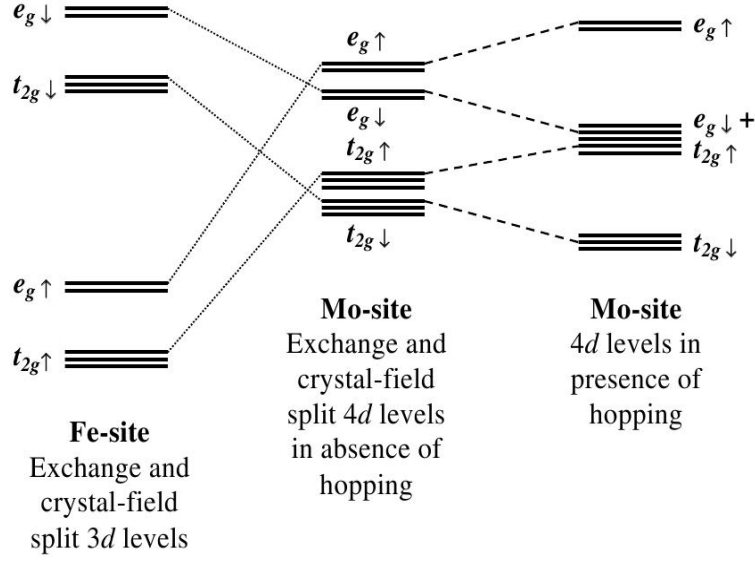 e_g↓
t_2g↓
e_g↑
t_2g↑
Fe-site
Exchange and
crystal-field
split 3d levels
e_g↑
e_g↓
t_2g↑
t_2g↓
Mo-site
Exchange and
crystal-field
split 4d levels
in absence of
hopping
e_g↑
e_g↓+
t_2g↑
t_2g↓
Mo-site
4d levels in
presence of
hopping